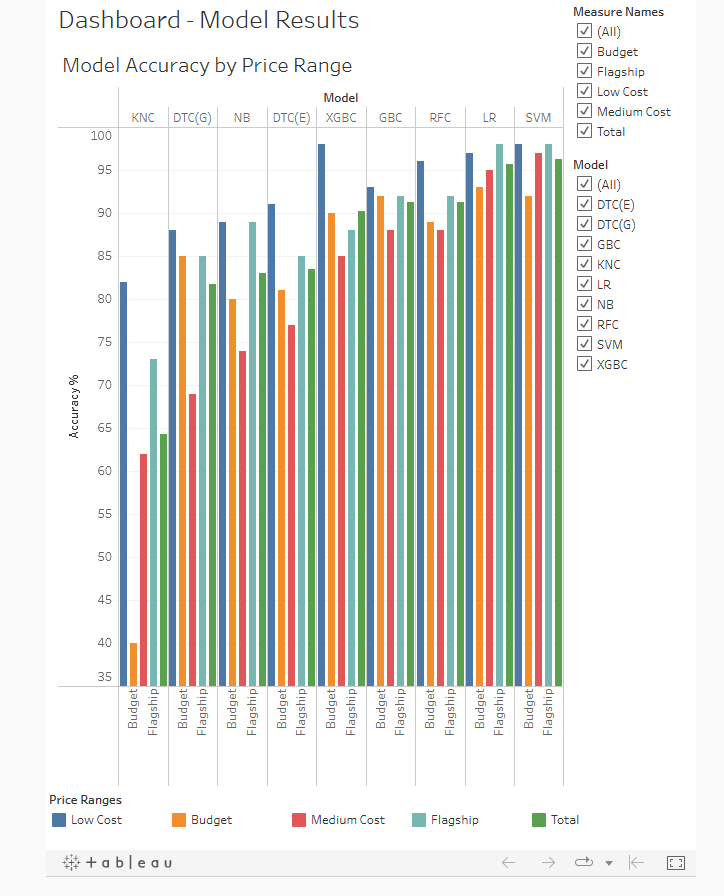 Dashboard - Model Results
Model Accuracy by Price Range
Model
KNC DTC(G) NB DTC(E) XGBC GBC RFC LR SVM
Accuracy %
100
95
90
85
80
75
70
65
60
55
50
45
40
35
Budget Flagship Budget Flagship Budget Flagship Budget Flagship Budget Flagship Budget Flagship Budget Flagship Budget Flagship Budget Flagship
Measure Names
(All)
Budget
Flagship
Low Cost
Medium Cost
Total
Model
(All)
DTC(E)
DTC(G)
GBC
KNC
LR
NB
RFC
SVM
XGBC
Price Ranges
Low Cost Budget Medium Cost Flagship Total
+ a b l e a u